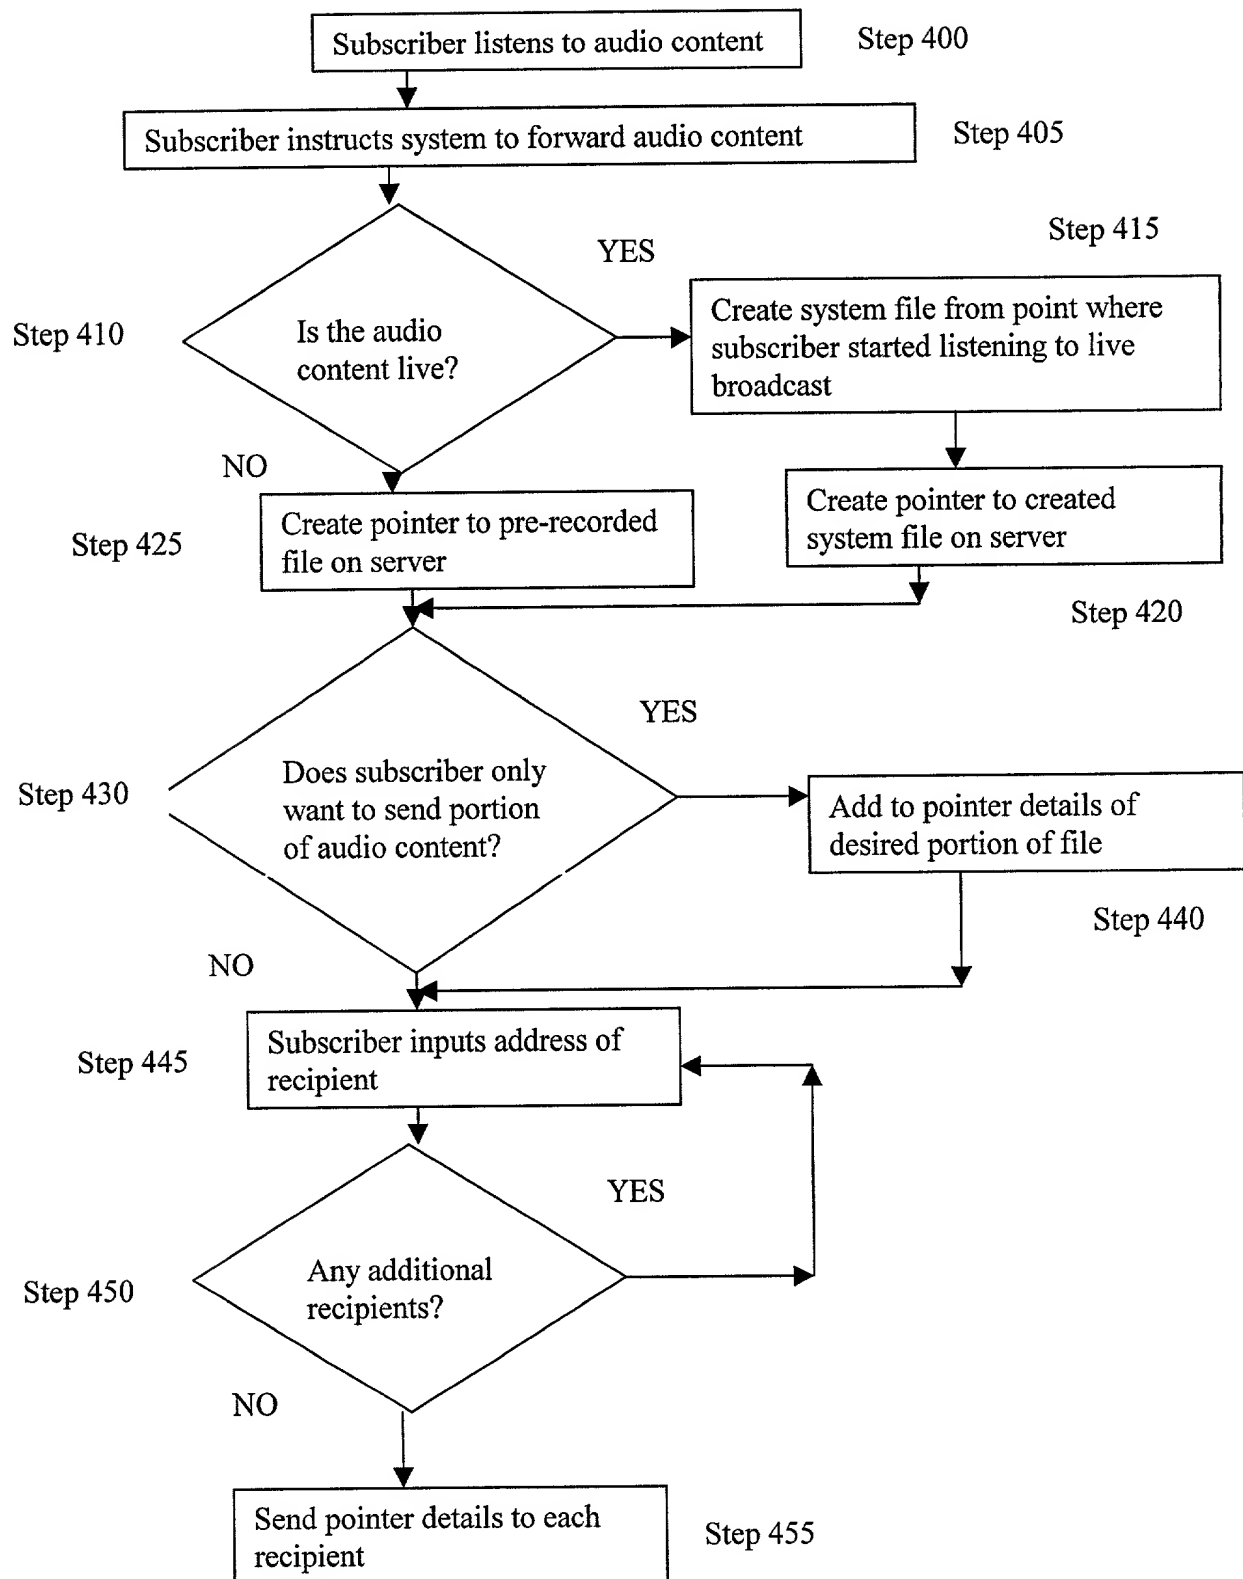 Subscriber listens to audio content
Step 400
Subscriber instructs system to forward audio content
Step 405
YES
Step 415
Step 410
Is the audio
content live?
Create system file from point where
subscriber started listening to live
broadcast
NO
Step 425
Create pointer to pre-recorded
file on server
Create pointer to created
system file on server
Step 420
YES
Step 430
Does subscriber only
want to send portion
of audio content?
Add to pointer details of
desired portion of file
Step 440
NO
Step 445
Subscriber inputs address of
recipient
YES
Step 450
Any additional
recipients?
NO
Send pointer details to each
recipient
Step 455